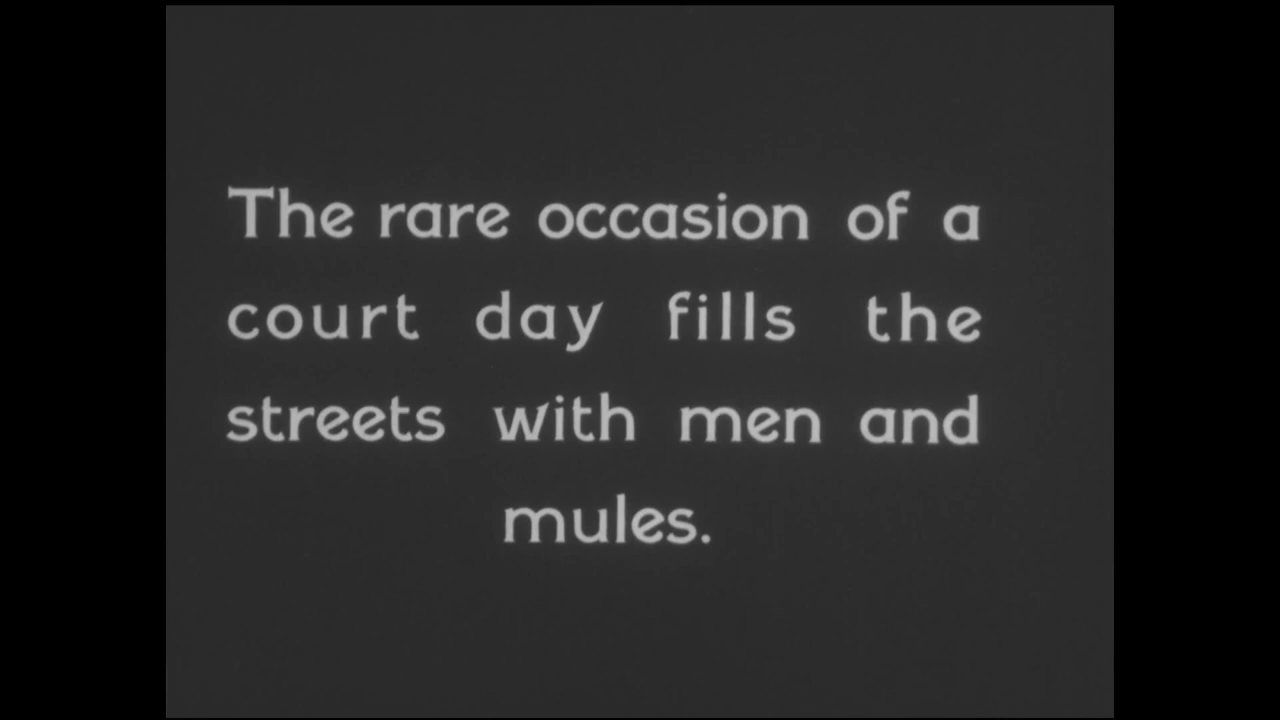 The rare occasion of a
court day fills the
streets with men and
mules.